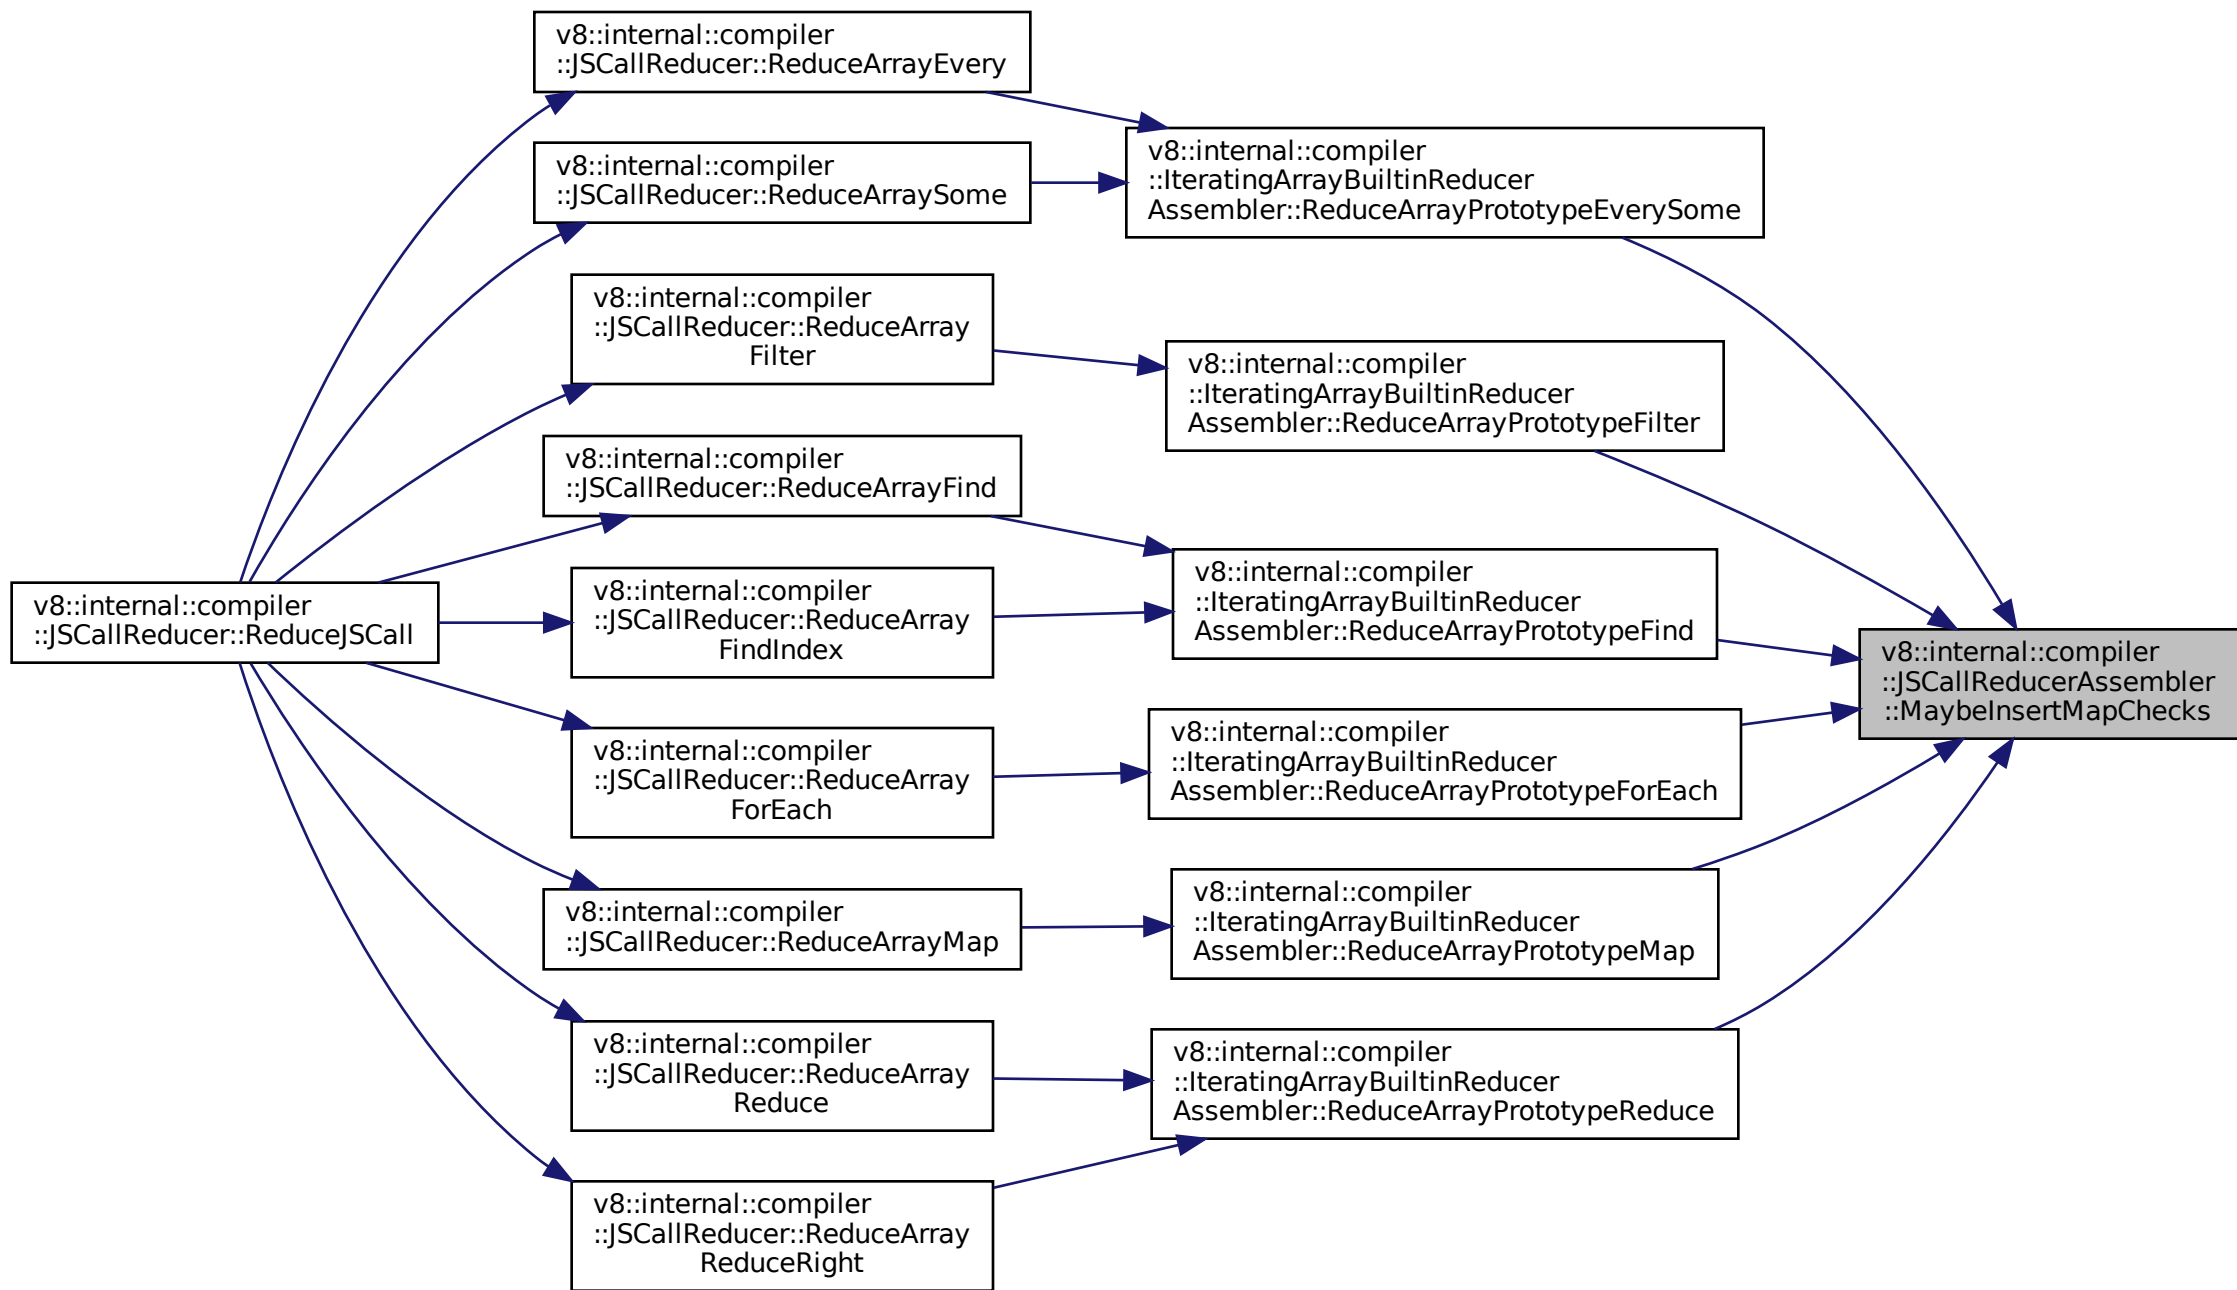 v8::internal::compiler
::JSCallReducer::ReduceJSCall
v8::internal::compiler
::JSCallReducer::ReduceArrayEvery
v8::internal::compiler
::JSCallReducer::ReduceArraySome
v8::internal::compiler
::JSCallReducer::ReduceArray
Filter
v8::internal::compiler
::JSCallReducer::ReduceArrayFind
v8::internal::compiler
::JSCallReducer::ReduceArray
FindIndex
v8::internal::compiler
::JSCallReducer::ReduceArray
ForEach
v8::internal::compiler
::JSCallReducer::ReduceArrayMap
v8::internal::compiler
::JSCallReducer::ReduceArray
Reduce
v8::internal::compiler
::JSCallReducer::ReduceArray
ReduceRight
v8::internal::compiler
::IteratingArrayBuiltinReducer
Assembler::ReduceArrayPrototypeEverySome
v8::internal::compiler
::IteratingArrayBuiltinReducer
Assembler::ReduceArrayPrototypeFilter
v8::internal::compiler
::IteratingArrayBuiltinReducer
Assembler::ReduceArrayPrototypeFind
v8::internal::compiler
::IteratingArrayBuiltinReducer
Assembler::ReduceArrayPrototypeForEach
v8::internal::compiler
::IteratingArrayBuiltinReducer
Assembler::ReduceArrayPrototypeMap
v8::internal::compiler
::IteratingArrayBuiltinReducer
Assembler::ReduceArrayPrototypeReduce
v8::internal::compiler
::JSCallReducerAssembler
::MaybeInsertMapChecks